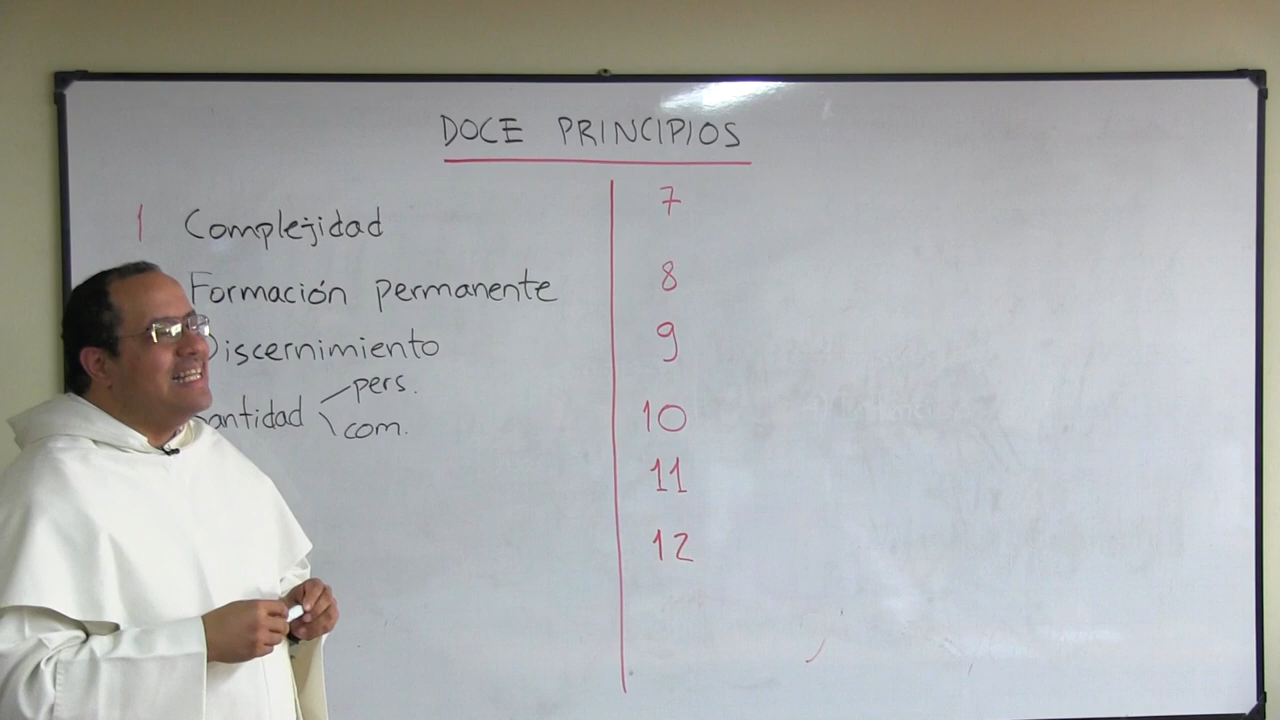 DOCE PRINCIPIOS
1 Complejidad
Formación permanente
Discernimiento
antidad pers.
com.
7
8
9
10
11
12